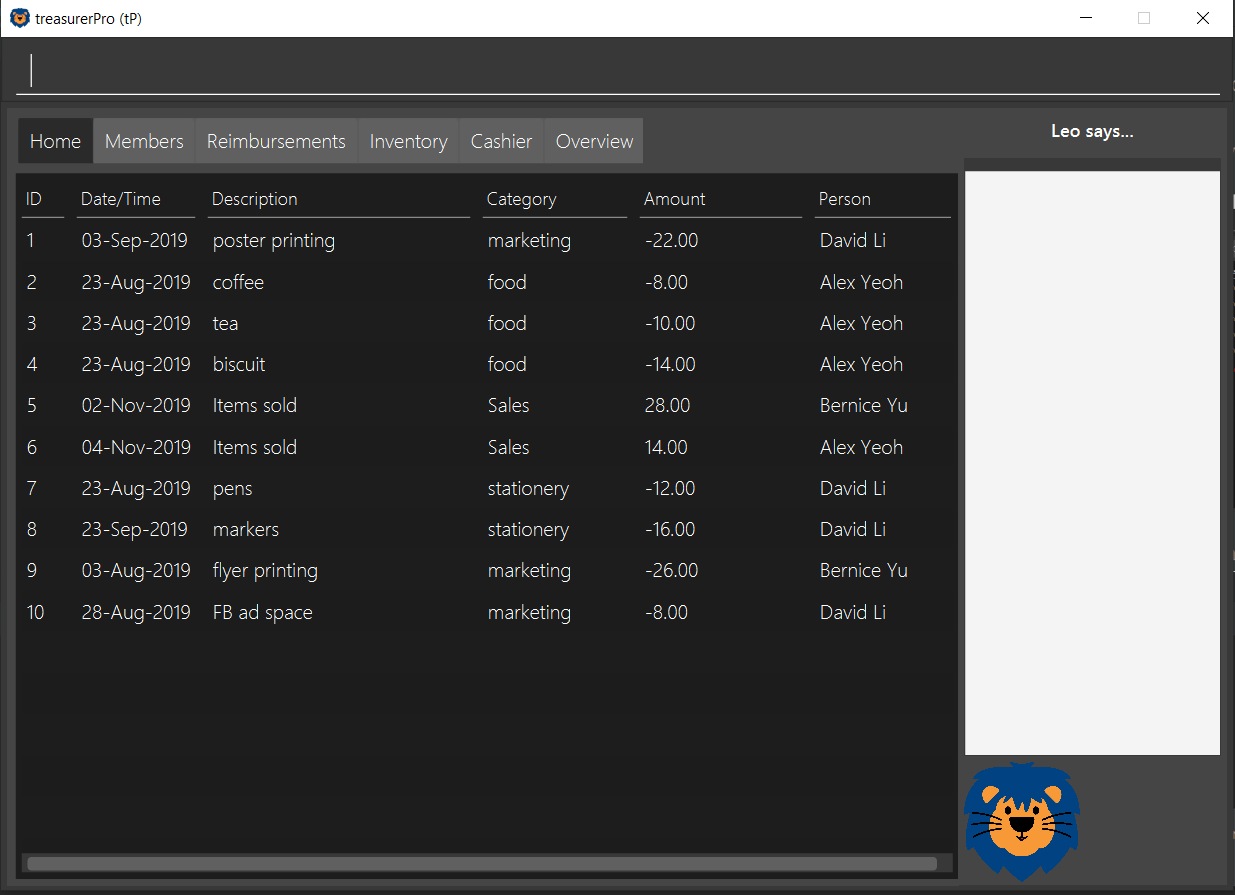 treasurerPro (tP)
Home Members Reimbursements Inventory Cashier Overview
Leo says...
ID Date/Time Description Category Amount Person
1 03-Sep-2019 poster printing marketing -22.00 David Li
2 23-Aug-2019 coffee food -8.00 Alex Yeoh
3 23-Aug-2019 tea food -10.00 Alex Yeoh
4 23-Aug-2019 biscuit food -14.00 Alex Yeoh
5 02-Nov-2019 Items sold Sales 28.00 Bernice Yu
6 04-Nov-2019 Items sold Sales 14.00 Alex Yeoh
7 23-Aug-2019 pens stationery -12.00 David Li
8 23-Sep-2019 markers stationery -16.00 David Li
9 03-Aug-2019 flyer printing marketing -26.00 Bernice Yu
10 28-Aug-2019 FB ad space marketing -8.00 David Li